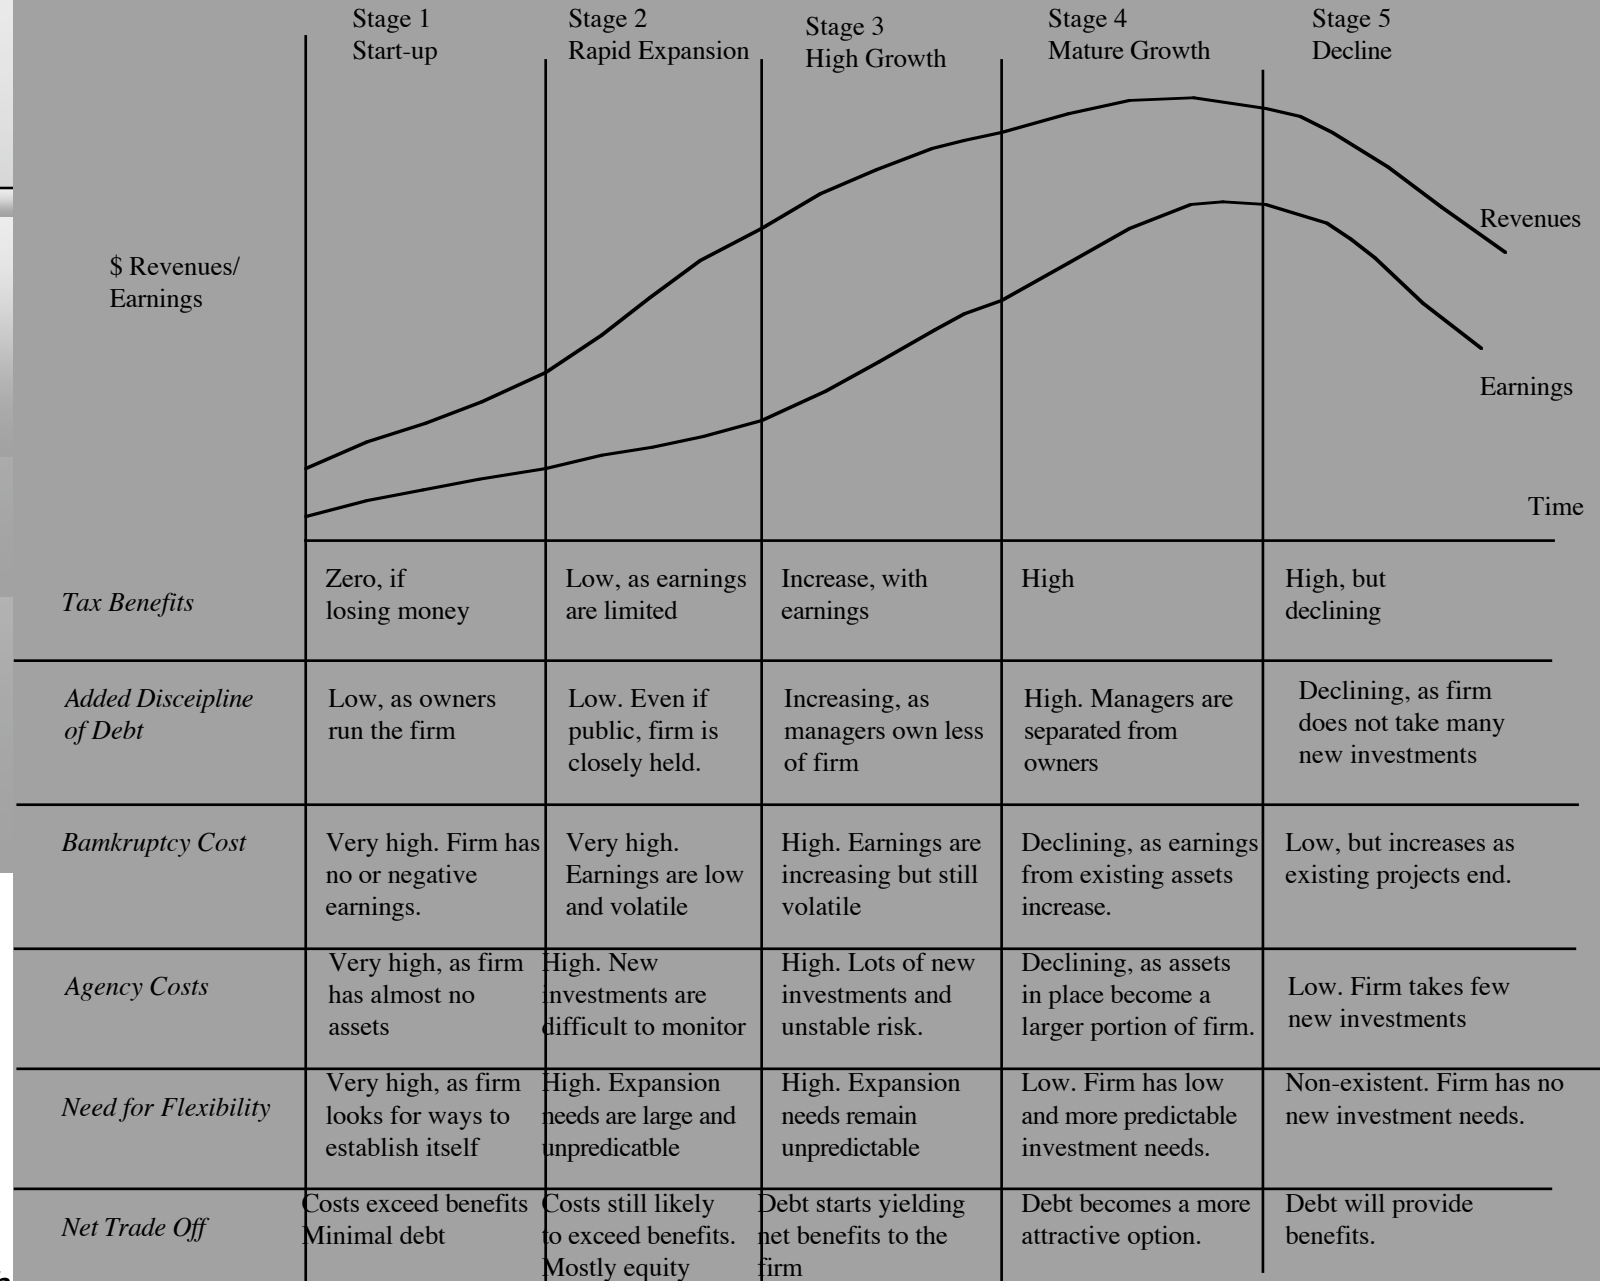 Stage 1
Start-up
Stage 2
Rapid Expansion
Stage 3
High Growth
Stage 4
Mature Growth
Stage 5
Decline
$ Revenues/
Earnings
Revenues
Earnings
Time
Tax Benefits
Zero, if
losing money
Low, as earnings
are limited
Increase, with
earnings
High
High, but
declining
Added Disceipline
of Debt
Low, as owners
run the firm
Low. Even if
public, firm is
closely held.
Increasing, as
managers own less
of firm
High. Managers are
separated from
owners
Declining, as firm
does not take many
new investments
Bamkruptcy Cost
Very high. Firm has
no or negative
earnings.
Very high.
Earnings are low
and volatile
High. Earnings are
increasing but still
volatile
Declining, as earnings
from existing assets
increase.
Low, but increases as
existing projects end.
Agency Costs
Very high, as firm
has almost no
assets
High. New
investments are
difficult to monitor
High. Lots of new
investments and
unstable risk.
Declining, as assets
in place become a
larger portion of firm.
Low. Firm takes few
new investments
Need for Flexibility
Very high, as firm
looks for ways to
establish itself
High. Expansion
needs are large and
unpredicatble
High. Expansion
needs remain
unpredictable
Low. Firm has low
and more predictable
investment needs.
Non-existent. Firm has no
new investment needs.
Net Trade Off
Costs exceed benefits
Minimal debt
Costs still likely
to exceed benefits.
Mostly equity
Debt starts yielding
net benefits to the
firm
Debt becomes a more
attractive option.
Debt will provide
benefits.